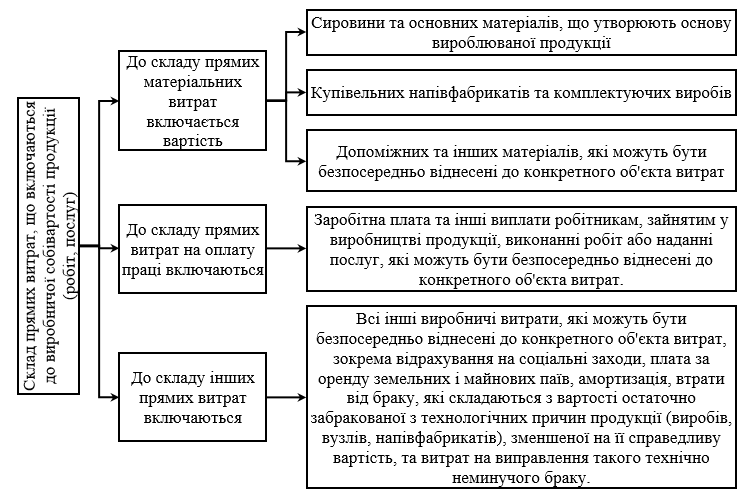 Склад прямих витрат, що включаються
до виробничої собівартості продукції
(робіт, послуг)
До складу прямих
матеріальних
витрат
включається
вартість
Сировини та основних матеріалів, що утворюють основу
вироблюваної продукції
Купівельних напівфабрикатів та комплектуючих виробів
Допоміжних та інших матеріалів, які можуть бути
безпосередньо віднесені до конкретного об'єкта витрат
До складу прямих
витрат на оплату
праці включаються
Заробітна плата та інші виплати робітникам, зайнятим у
виробництві продукції, виконанні робіт або наданні
послуг, які можуть бути безпосередньо віднесені до
конкретного об'єкта витрат.
До складу інших
прямих витрат
включаються
Всі інші виробничі витрати, які можуть бути
безпосередньо віднесені до конкретного об'єкта витрат,
зокрема відрахування на соціальні заходи, плата за
оренду земельних і майнових паїв, амортизація, втрати
від браку, які складаються з вартості остаточно
забракованої з технологічних причин продукції (виробів,
вузлів, напівфабрикатів), зменшеної на її справедливу
вартість, та витрат на виправлення такого технічно
неминучого браку.